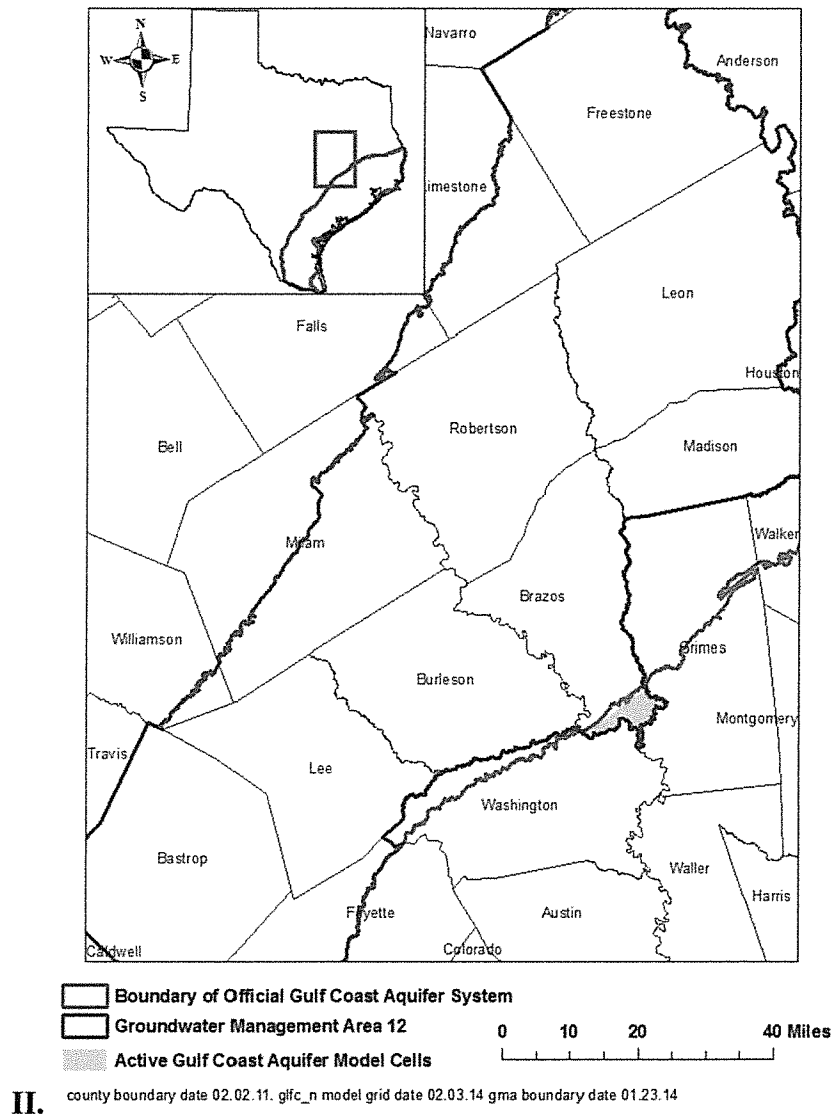 N
W E
S
Navarro
Anderson
Freestone
imestone
Leon
Falls
Houston
Bell
Robertson
Madison
Milam
Walker
Brazos
Williamson
Grimes
Burleson
Montgomery
Travis
Lee
Washington
Bastrop
Waller
Harris
Fayette
Austin
Caldwell
Colorado
Boundary of Official Gulf Coast Aquifer System
Groundwater Management Area 12
0 10 20 40 Miles
Active Gulf Coast Aquifer Model Cells
II. county boundary date 02.02.11. glfc_n model grid date 02.03.14 gma boundary date 01.23.14